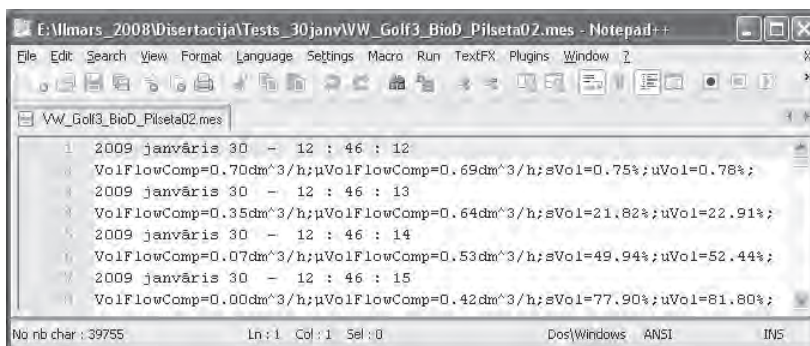 E:\Ilmars_2008\Disertacija\Tests_30janv\VW_Golf3_BioD_Pilseta02.mes - Notepad++
File Edit Search View Format Language Settings Macro Run TextFX Plugins Window ?
VW_Golf3_BioD_Pilseta02.mes
1 2009 janvāris 30 - 12 : 46 : 12
2 VolFlowComp=0.70dm^3/h;µVolFlowComp=0.69dm^3/h;sVol=0.75%;uVol=0.78%;
3 2009 janvāris 30 - 12 : 46 : 13
4 VolFlowComp=0.35dm^3/h;µVolFlowComp=0.64dm^3/h;sVol=21.82%;uVol=22.91%;
5 2009 janvāris 30 - 12 : 46 : 14
6 VolFlowComp=0.07dm^3/h;µVolFlowComp=0.53dm^3/h;sVol=49.94%;uVol=52.44%;
7 2009 janvāris 30 - 12 : 46 : 15
8 VolFlowComp=0.00dm^3/h;µVolFlowComp=0.42dm^3/h;sVol=77.90%;uVol=81.80%;
No nb char : 39755 Ln : 1 Col : 1 Sel : 0 Dos\Windows ANSI INS